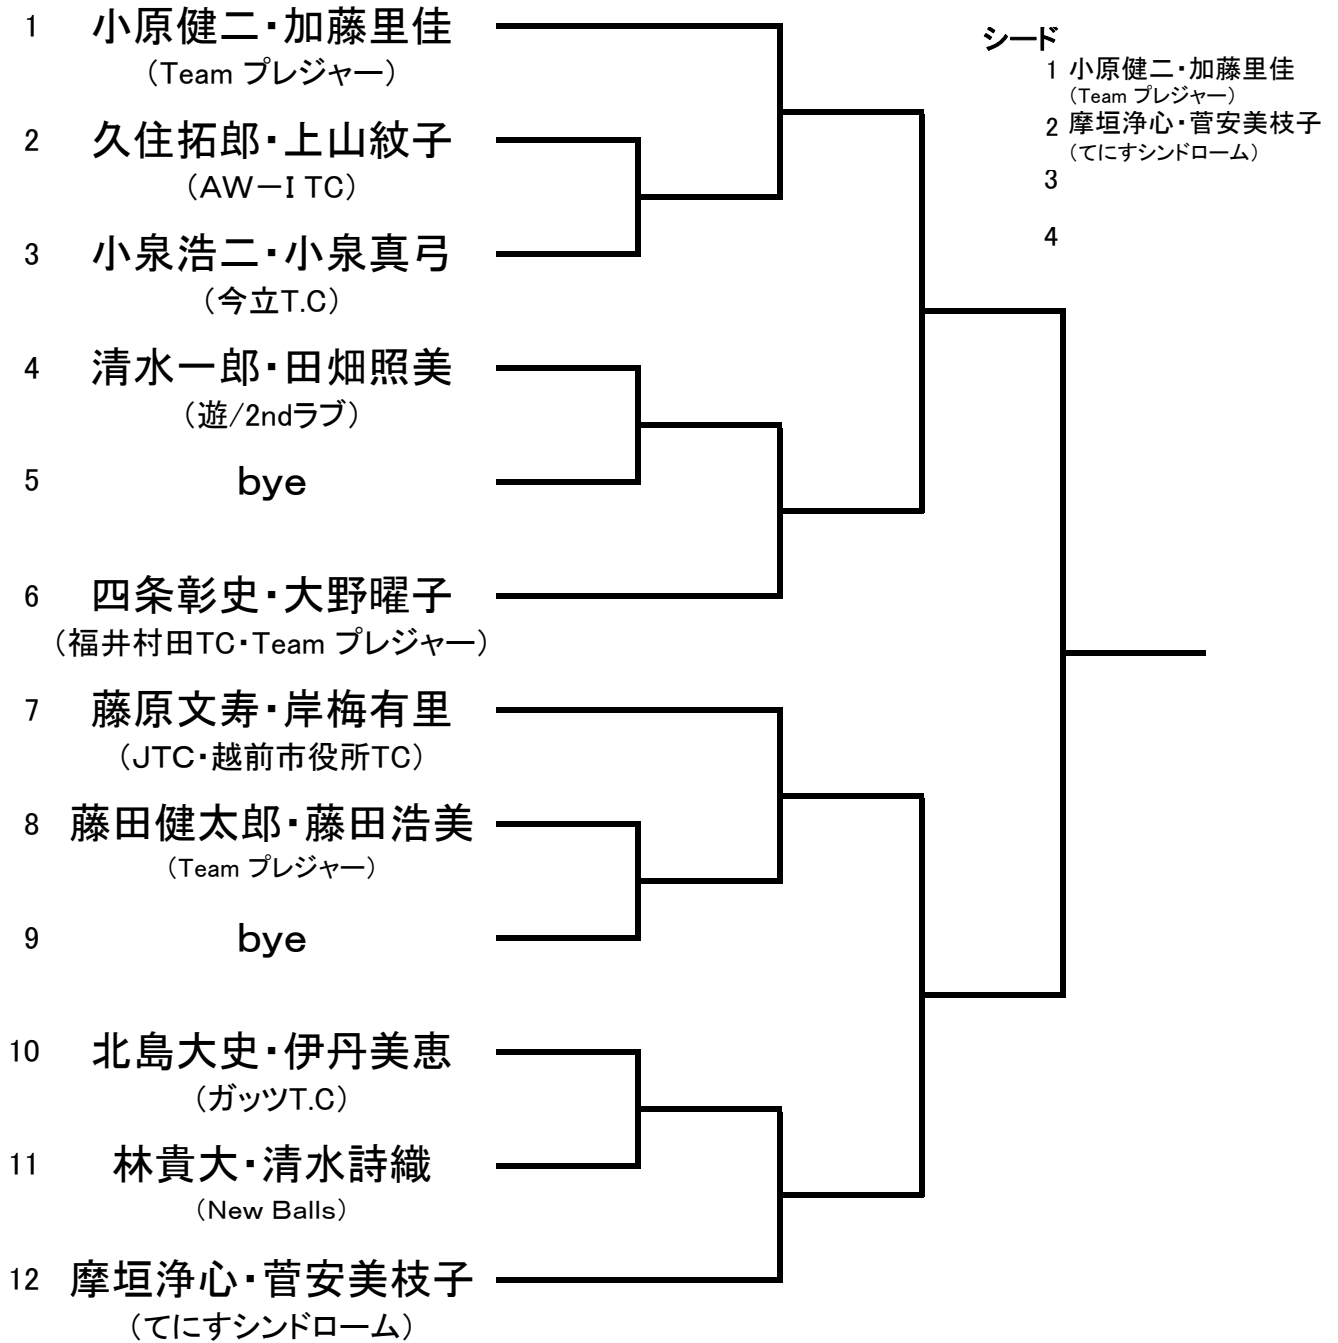 1 小原健二・加藤里佳
（Team プレジャー）
2 久住拓郎・上山紋子
（AW－I TC）
3 小泉浩二・小泉真弓
（今立T.C）
4 清水一郎・田畑照美
（遊/2ndラブ）
5 bye
6 四条彰史・大野曜子
（福井村田TC・Team プレジャー）
7 藤原文寿・岸梅有里
（JTC・越前市役所TC）
8 藤田健太郎・藤田浩美
（Team プレジャー）
9 bye
10 北島大史・伊丹美恵
（ガッツT.C）
11 林貴大・清水詩織
（New Balls）
12 摩垣浄心・菅安美枝子
（てにすシンドローム）
シード
1 小原健二・加藤里佳
（Team プレジャー）
2 摩垣浄心・菅安美枝子
（てにすシンドローム）
3
4